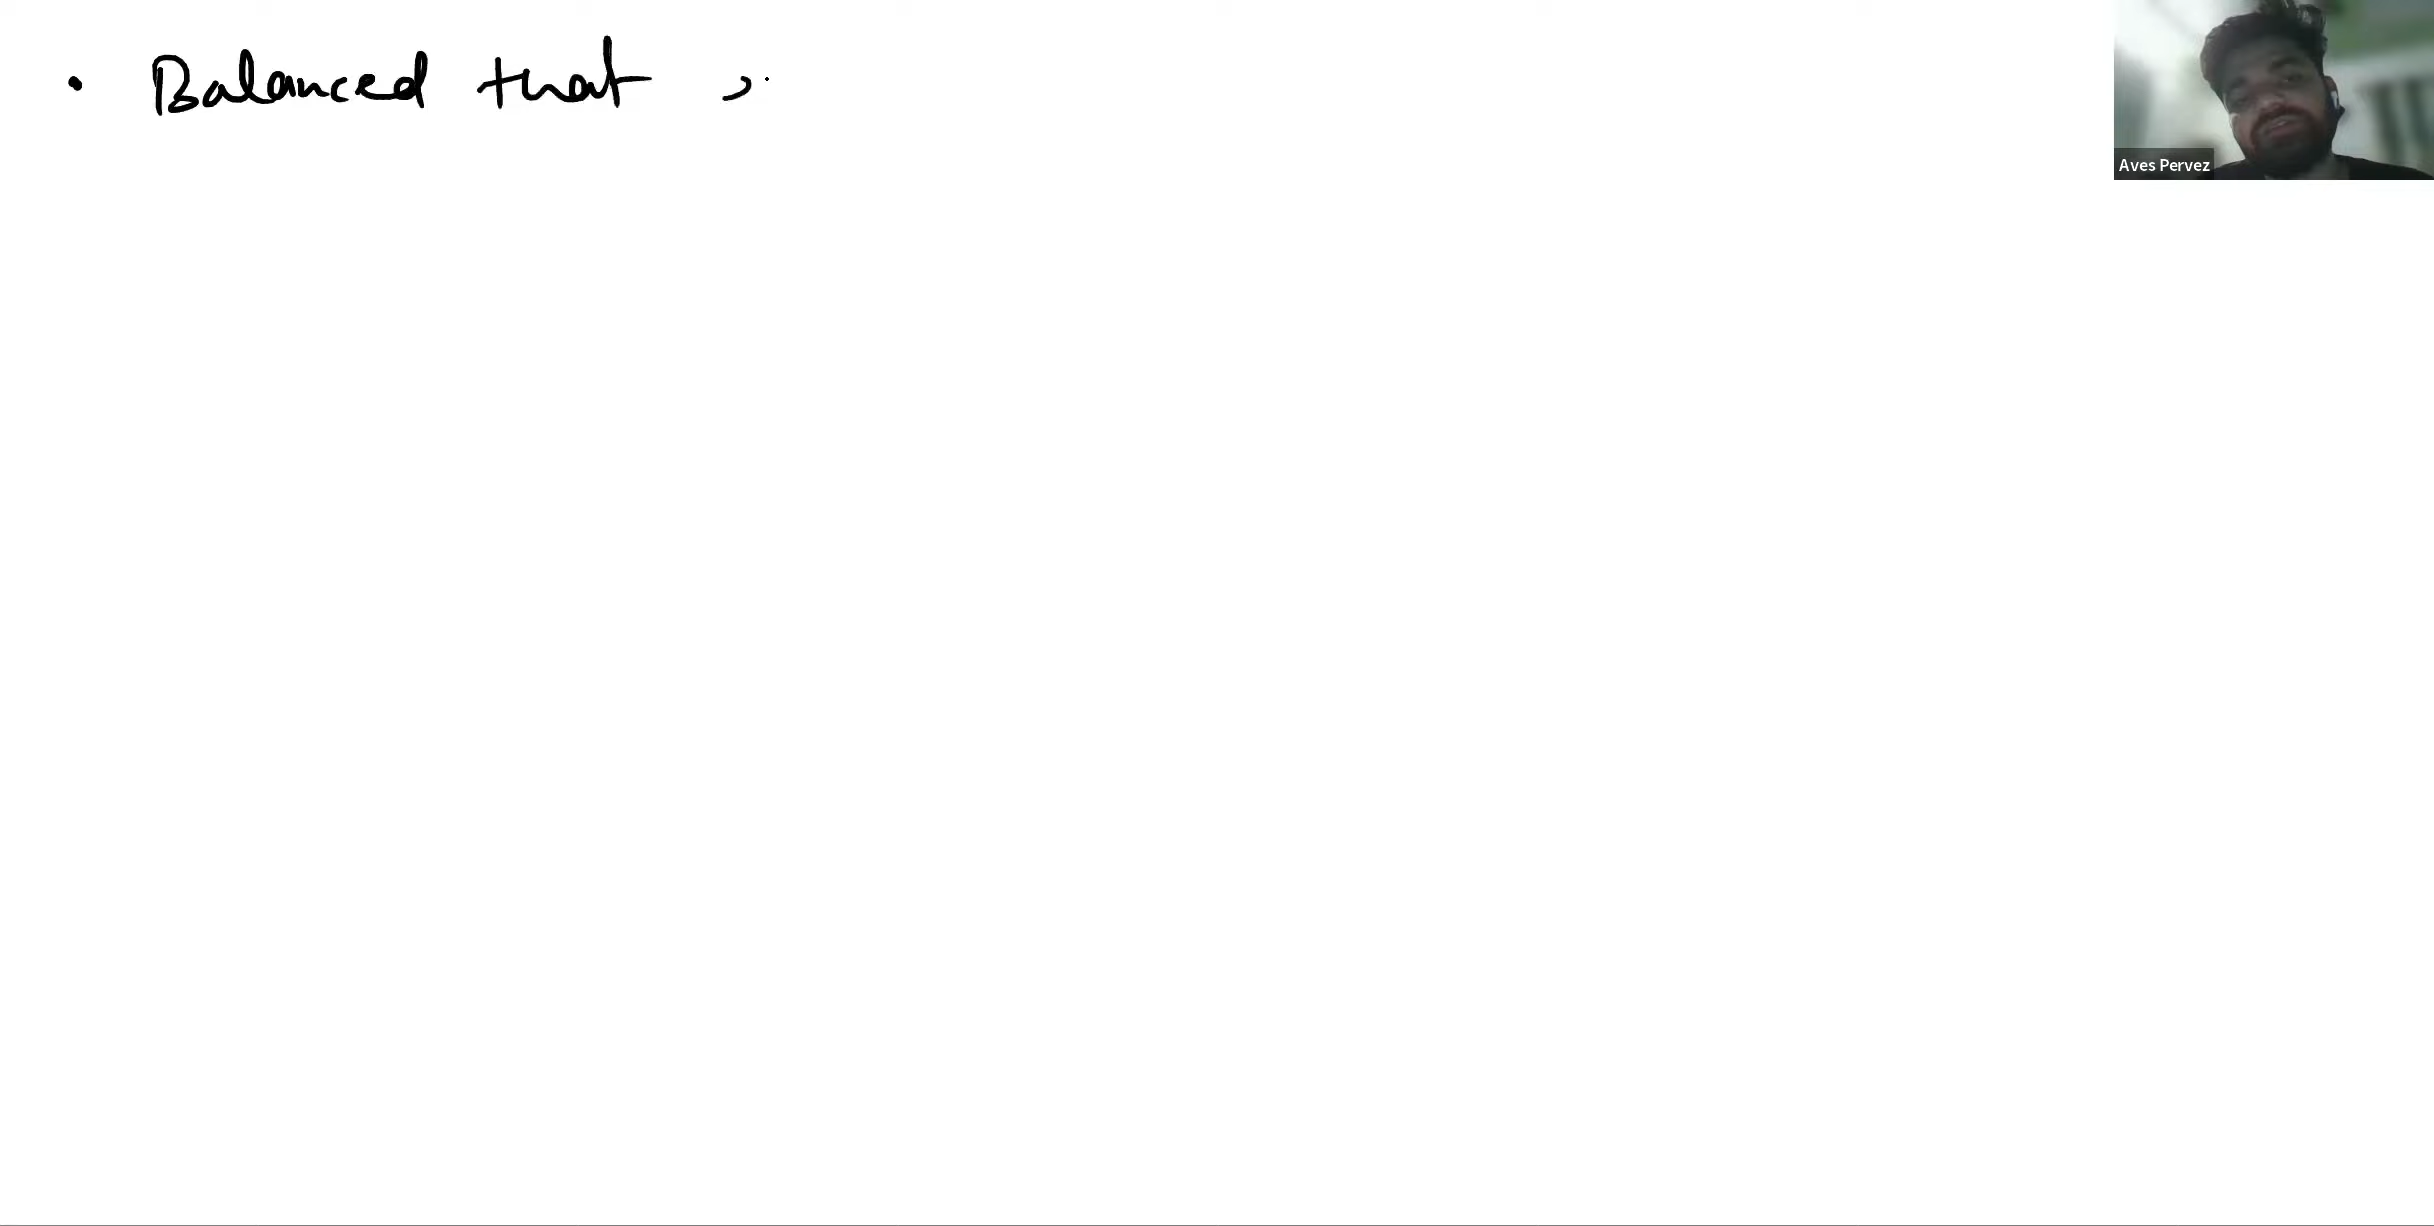 • Balanced that
Aves Pervez